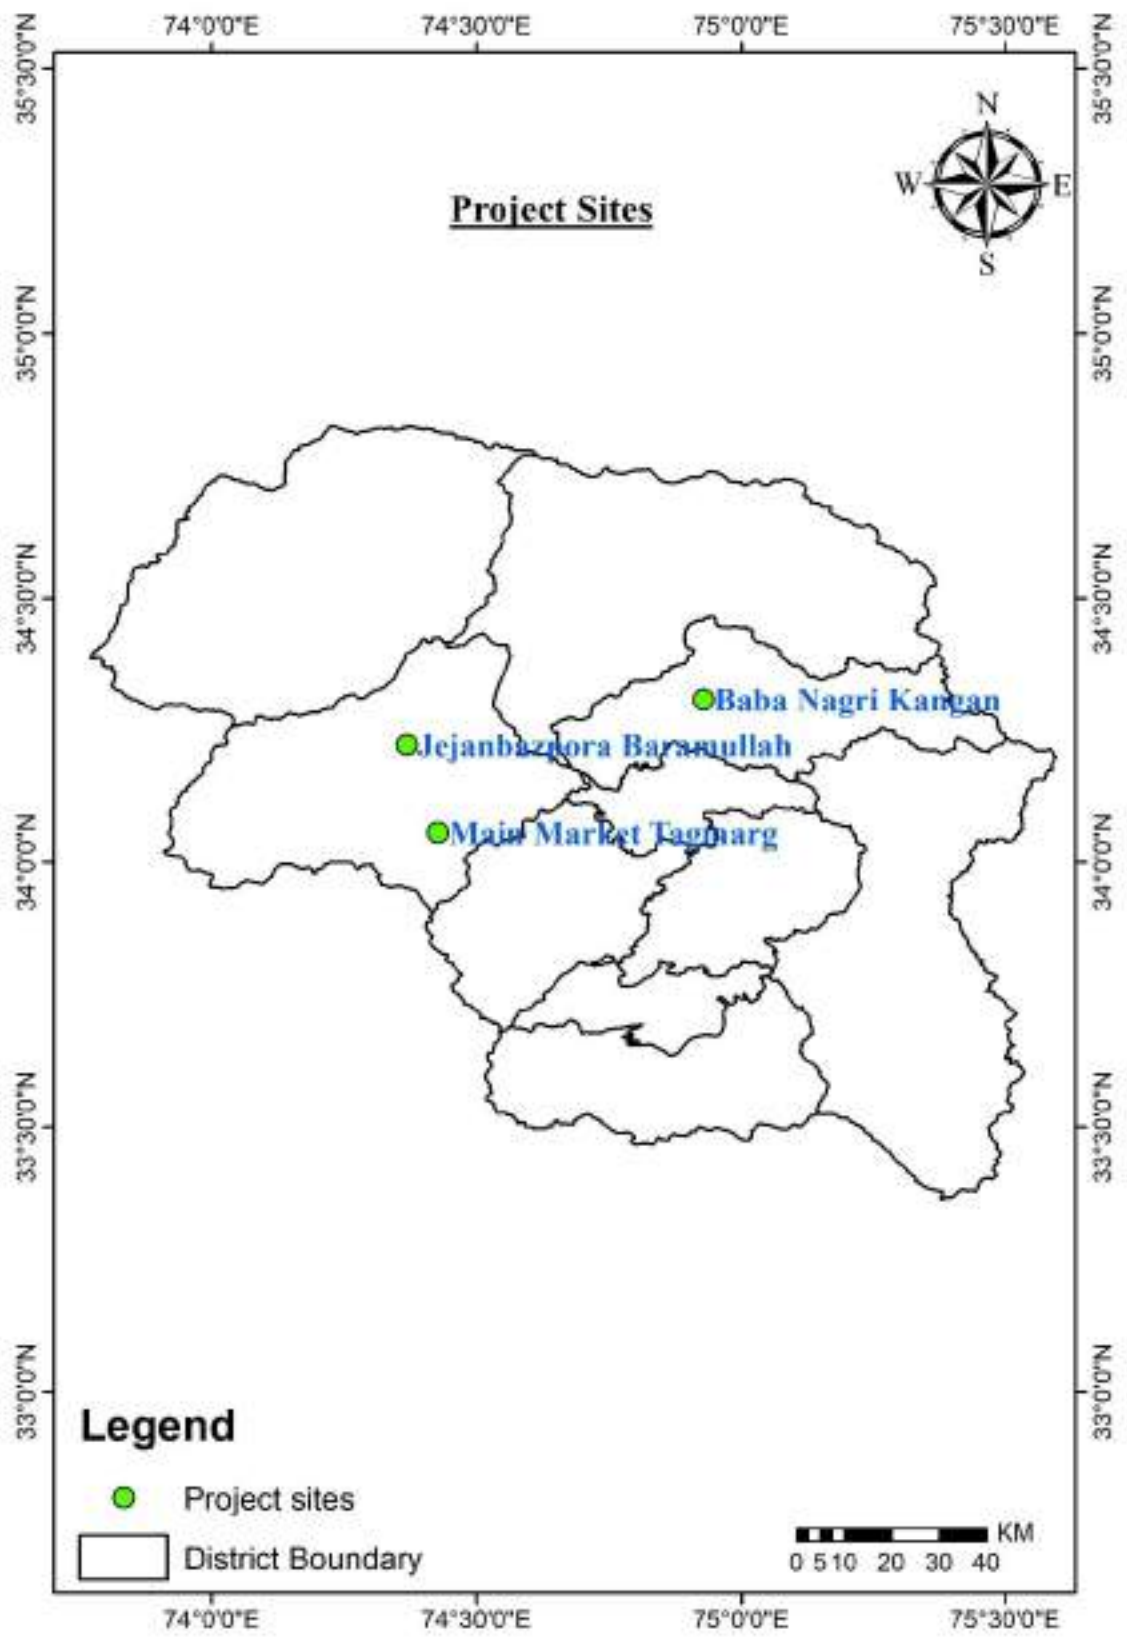 74°0'0"E 74°30'0"E 75°0'0"E 75°30'0"E
35°30'0"N
35°30'0"N
N
W
E
S
Project Sites
35°0'0"N
35°0'0"N
34°30'0"N
34°30'0"N
Baba Nagri Kangan
Jejanbazpora Baramullah
Main Market Tagmarg
34°0'0"N
34°0'0"N
33°30'0"N
33°30'0"N
33°0'0"N
33°0'0"N
Legend
Project sites
District Boundary
KM
0 5 10 20 30 40
74°0'0"E 74°30'0"E 75°0'0"E 75°30'0"E